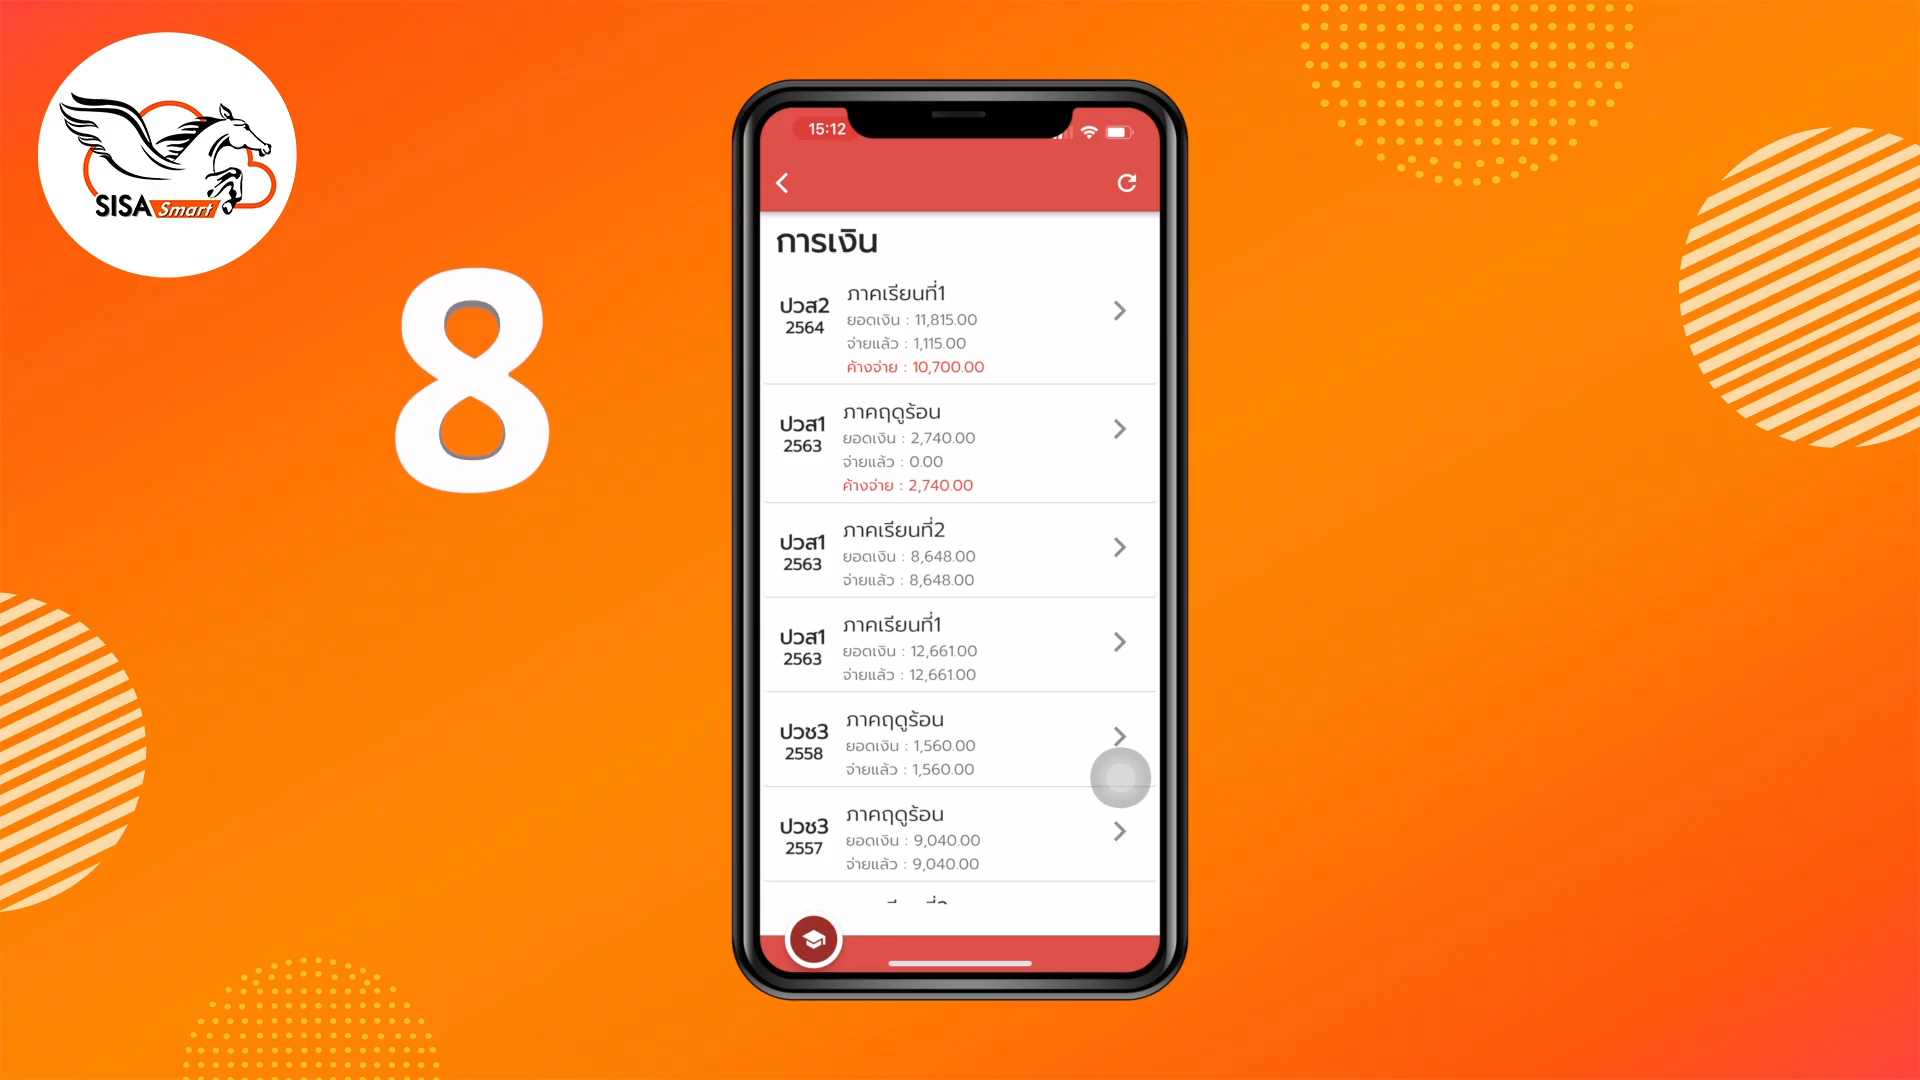 SISA Smart
8
15:12
การเงิน
ปวส2
2564
ภาคเรียนที่1
ยอดเงิน : 11,815.00
จ่ายแล้ว : 1,115.00
ค้างจ่าย : 10,700.00
ปวส1
2563
ภาคฤดูร้อน
ยอดเงิน : 2,740.00
จ่ายแล้ว : 0.00
ค้างจ่าย : 2,740.00
ปวส1
2563
ภาคเรียนที่2
ยอดเงิน : 8,648.00
จ่ายแล้ว : 8,648.00
ปวส1
2563
ภาคเรียนที่1
ยอดเงิน : 12,661.00
จ่ายแล้ว : 12,661.00
ปวช3
2558
ภาคฤดูร้อน
ยอดเงิน : 1,560.00
จ่ายแล้ว : 1,560.00
ปวช3
2557
ภาคฤดูร้อน
ยอดเงิน : 9,040.00
จ่ายแล้ว : 9,040.00